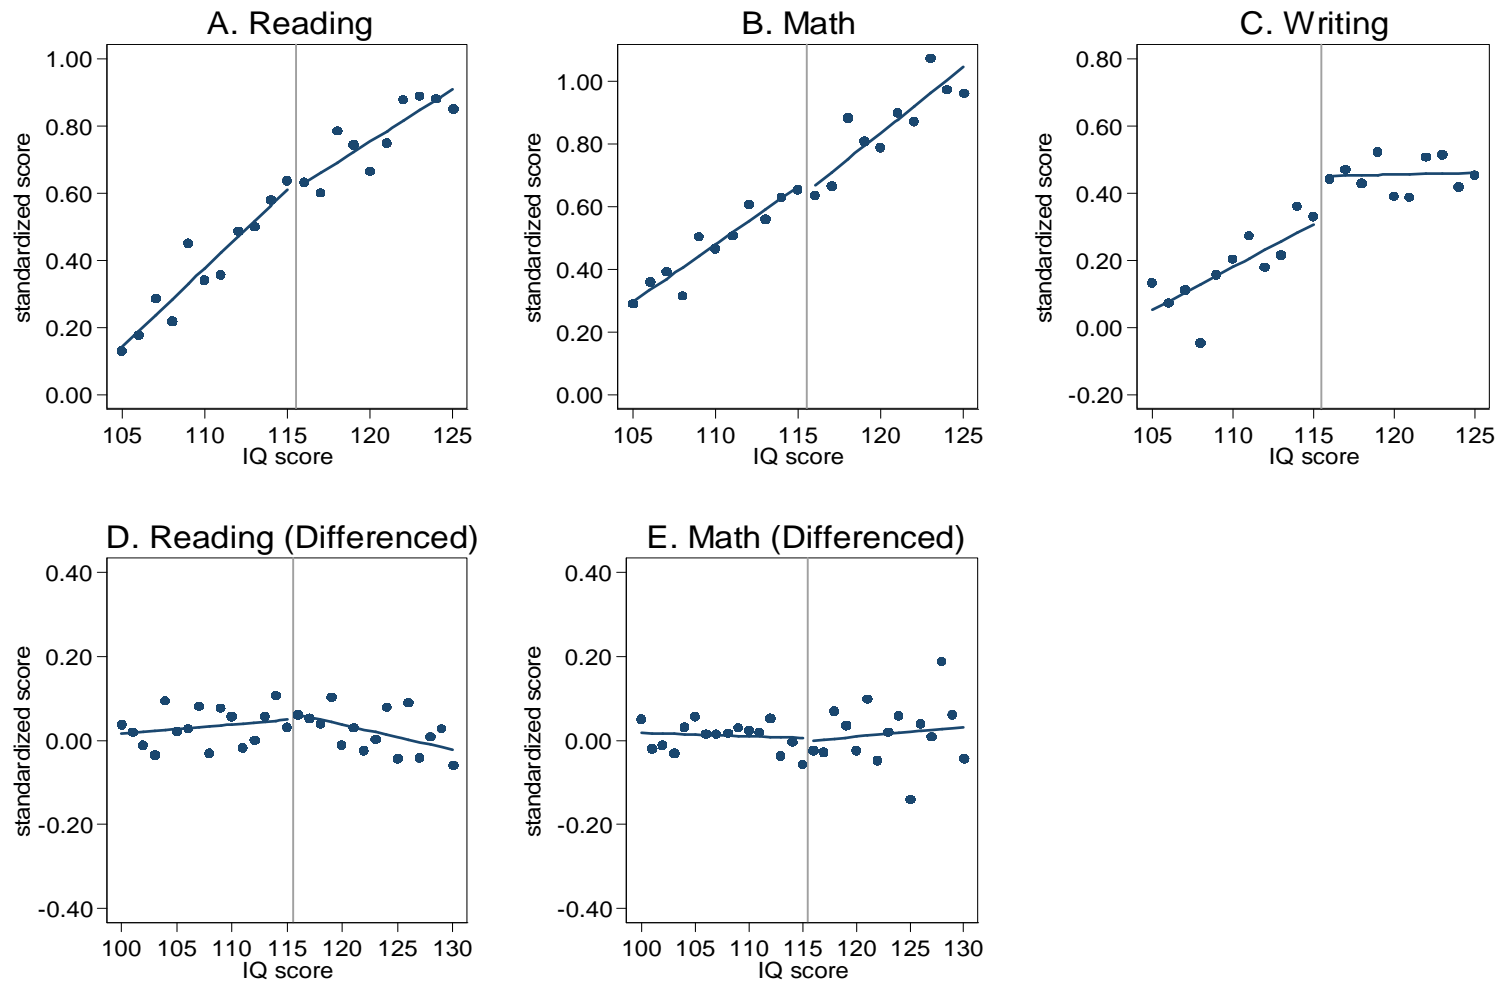 A. Reading
standardized score
1.00
0.80
0.60
0.40
0.20
0.00
105 110 115 120 125
IQ score
B. Math
standardized score
1.00
0.80
0.60
0.40
0.20
0.00
105 110 115 120 125
IQ score
C. Writing
standardized score
0.80
0.60
0.40
0.20
0.00
-0.20
105 110 115 120 125
IQ score
D. Reading (Differenced)
standardized score
0.40
0.20
0.00
-0.20
-0.40
100 105 110 115 120 125 130
IQ score
E. Math (Differenced)
standardized score
0.40
0.20
0.00
-0.20
-0.40
100 105 110 115 120 125 130
IQ score